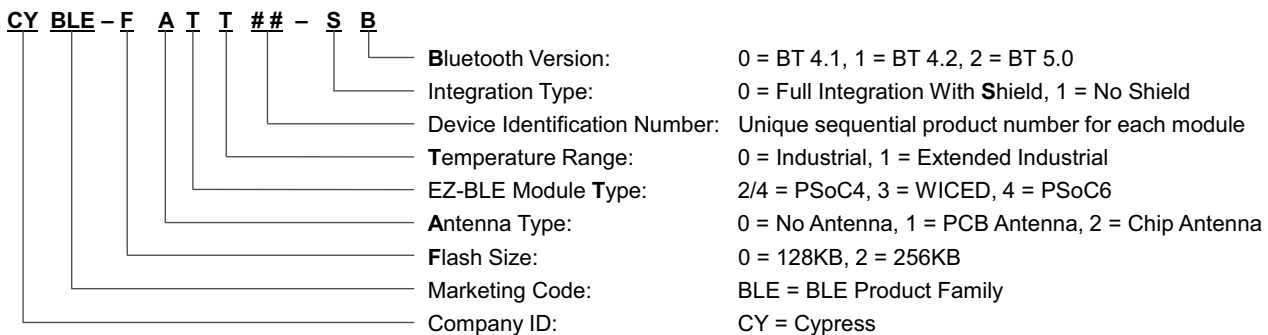 CY BLE – F A T T ## – S B
Bluetooth Version: 0 = BT 4.1, 1 = BT 4.2, 2 = BT 5.0
Integration Type: 0 = Full Integration With Shield, 1 = No Shield
Device Identification Number: Unique sequential product number for each module
Temperature Range: 0 = Industrial, 1 = Extended Industrial
EZ-BLE Module Type: 2/4 = PSoC4, 3 = WICED, 4 = PSoC6
Antenna Type: 0 = No Antenna, 1 = PCB Antenna, 2 = Chip Antenna
Flash Size: 0 = 128KB, 2 = 256KB
Marketing Code: BLE = BLE Product Family
Company ID: CY = Cypress